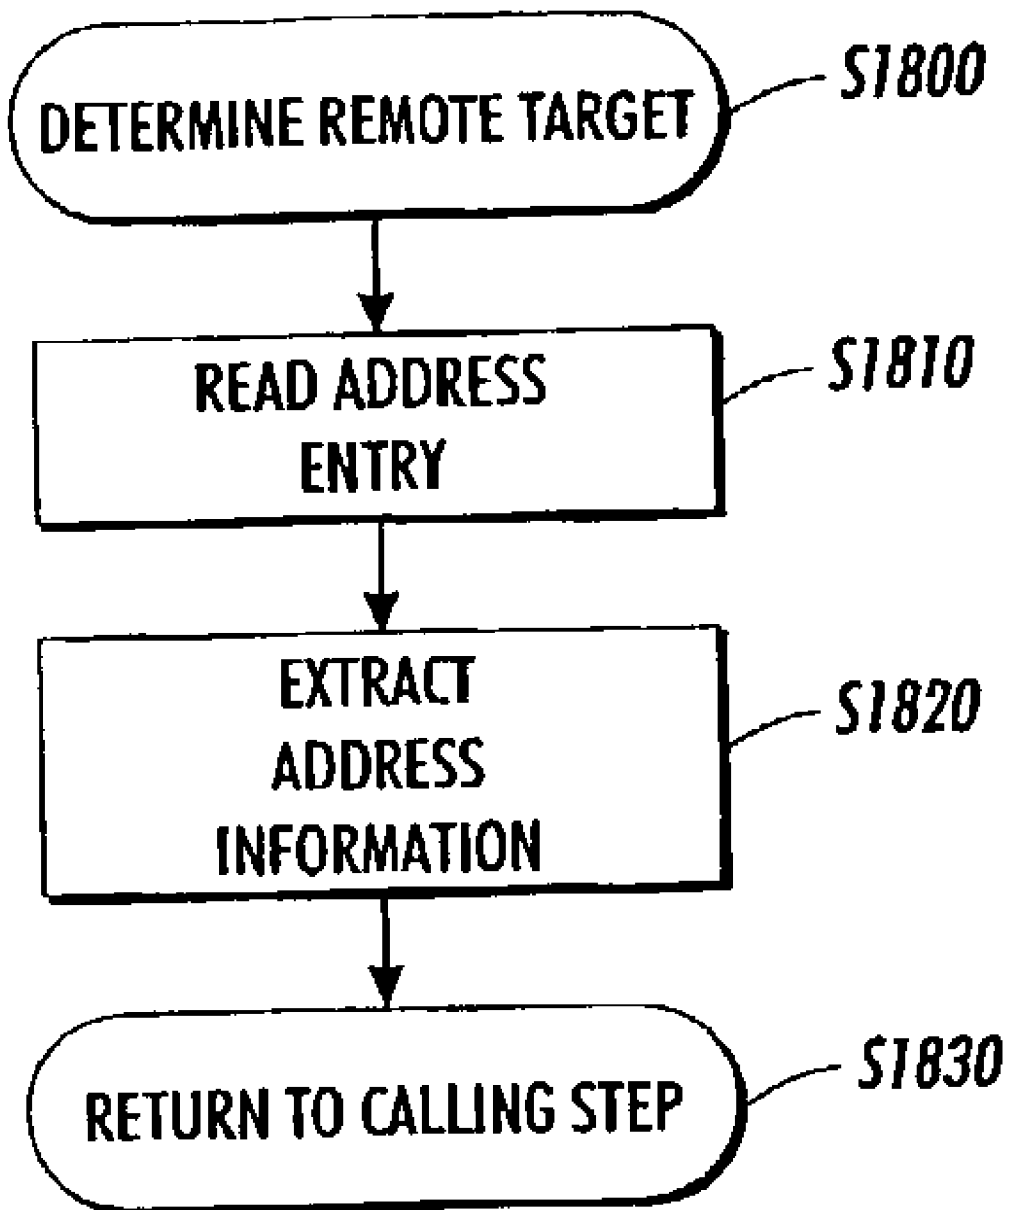 DETERMINE REMOTE TARGET
S1800
READ ADDRESS
ENTRY
S1810
EXTRACT
ADDRESS
INFORMATION
S1820
RETURN TO CALLING STEP
S1830